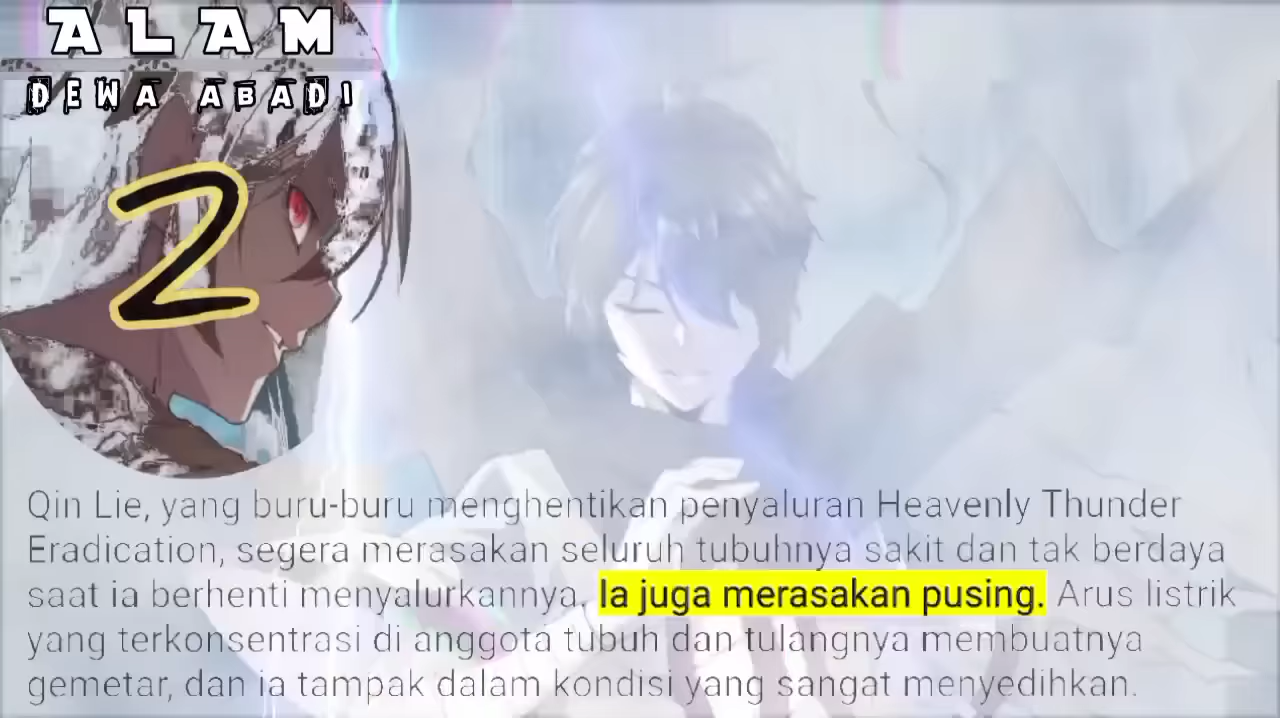 ALAM
DEWA ABADI
2
Qin Lie, yang buru-buru menghentikan penyaluran Heavenly Thunder
Eradication, segera merasakan seluruh tubuhnya sakit dan tak berdaya
saat ia berhenti menyalurkannya. Ia juga merasakan pusing. Arus listrik
yang terkonsentrasi di anggota tubuh dan tulangnya membuatnya
gemetar, dan ia tampak dalam kondisi yang sangat menyedihkan.